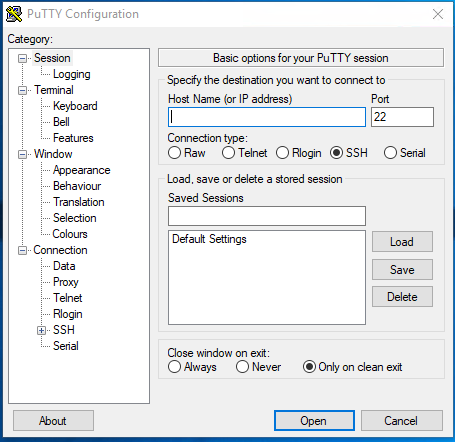 PuTTY Configuration
Category:
Session
Logging
Terminal
Keyboard
Bell
Features
Window
Appearance
Behaviour
Translation
Selection
Colours
Connection
Data
Proxy
Telnet
Rlogin
SSH
Serial
Basic options for your PuTTY session
Specify the destination you want to connect to
Host Name (or IP address) Port
22
Connection type:
Raw Telnet Rlogin SSH Serial
Load, save or delete a stored session
Saved Sessions
Default Settings
Load
Save
Delete
Close window on exit:
Always Never Only on clean exit
About Open Cancel